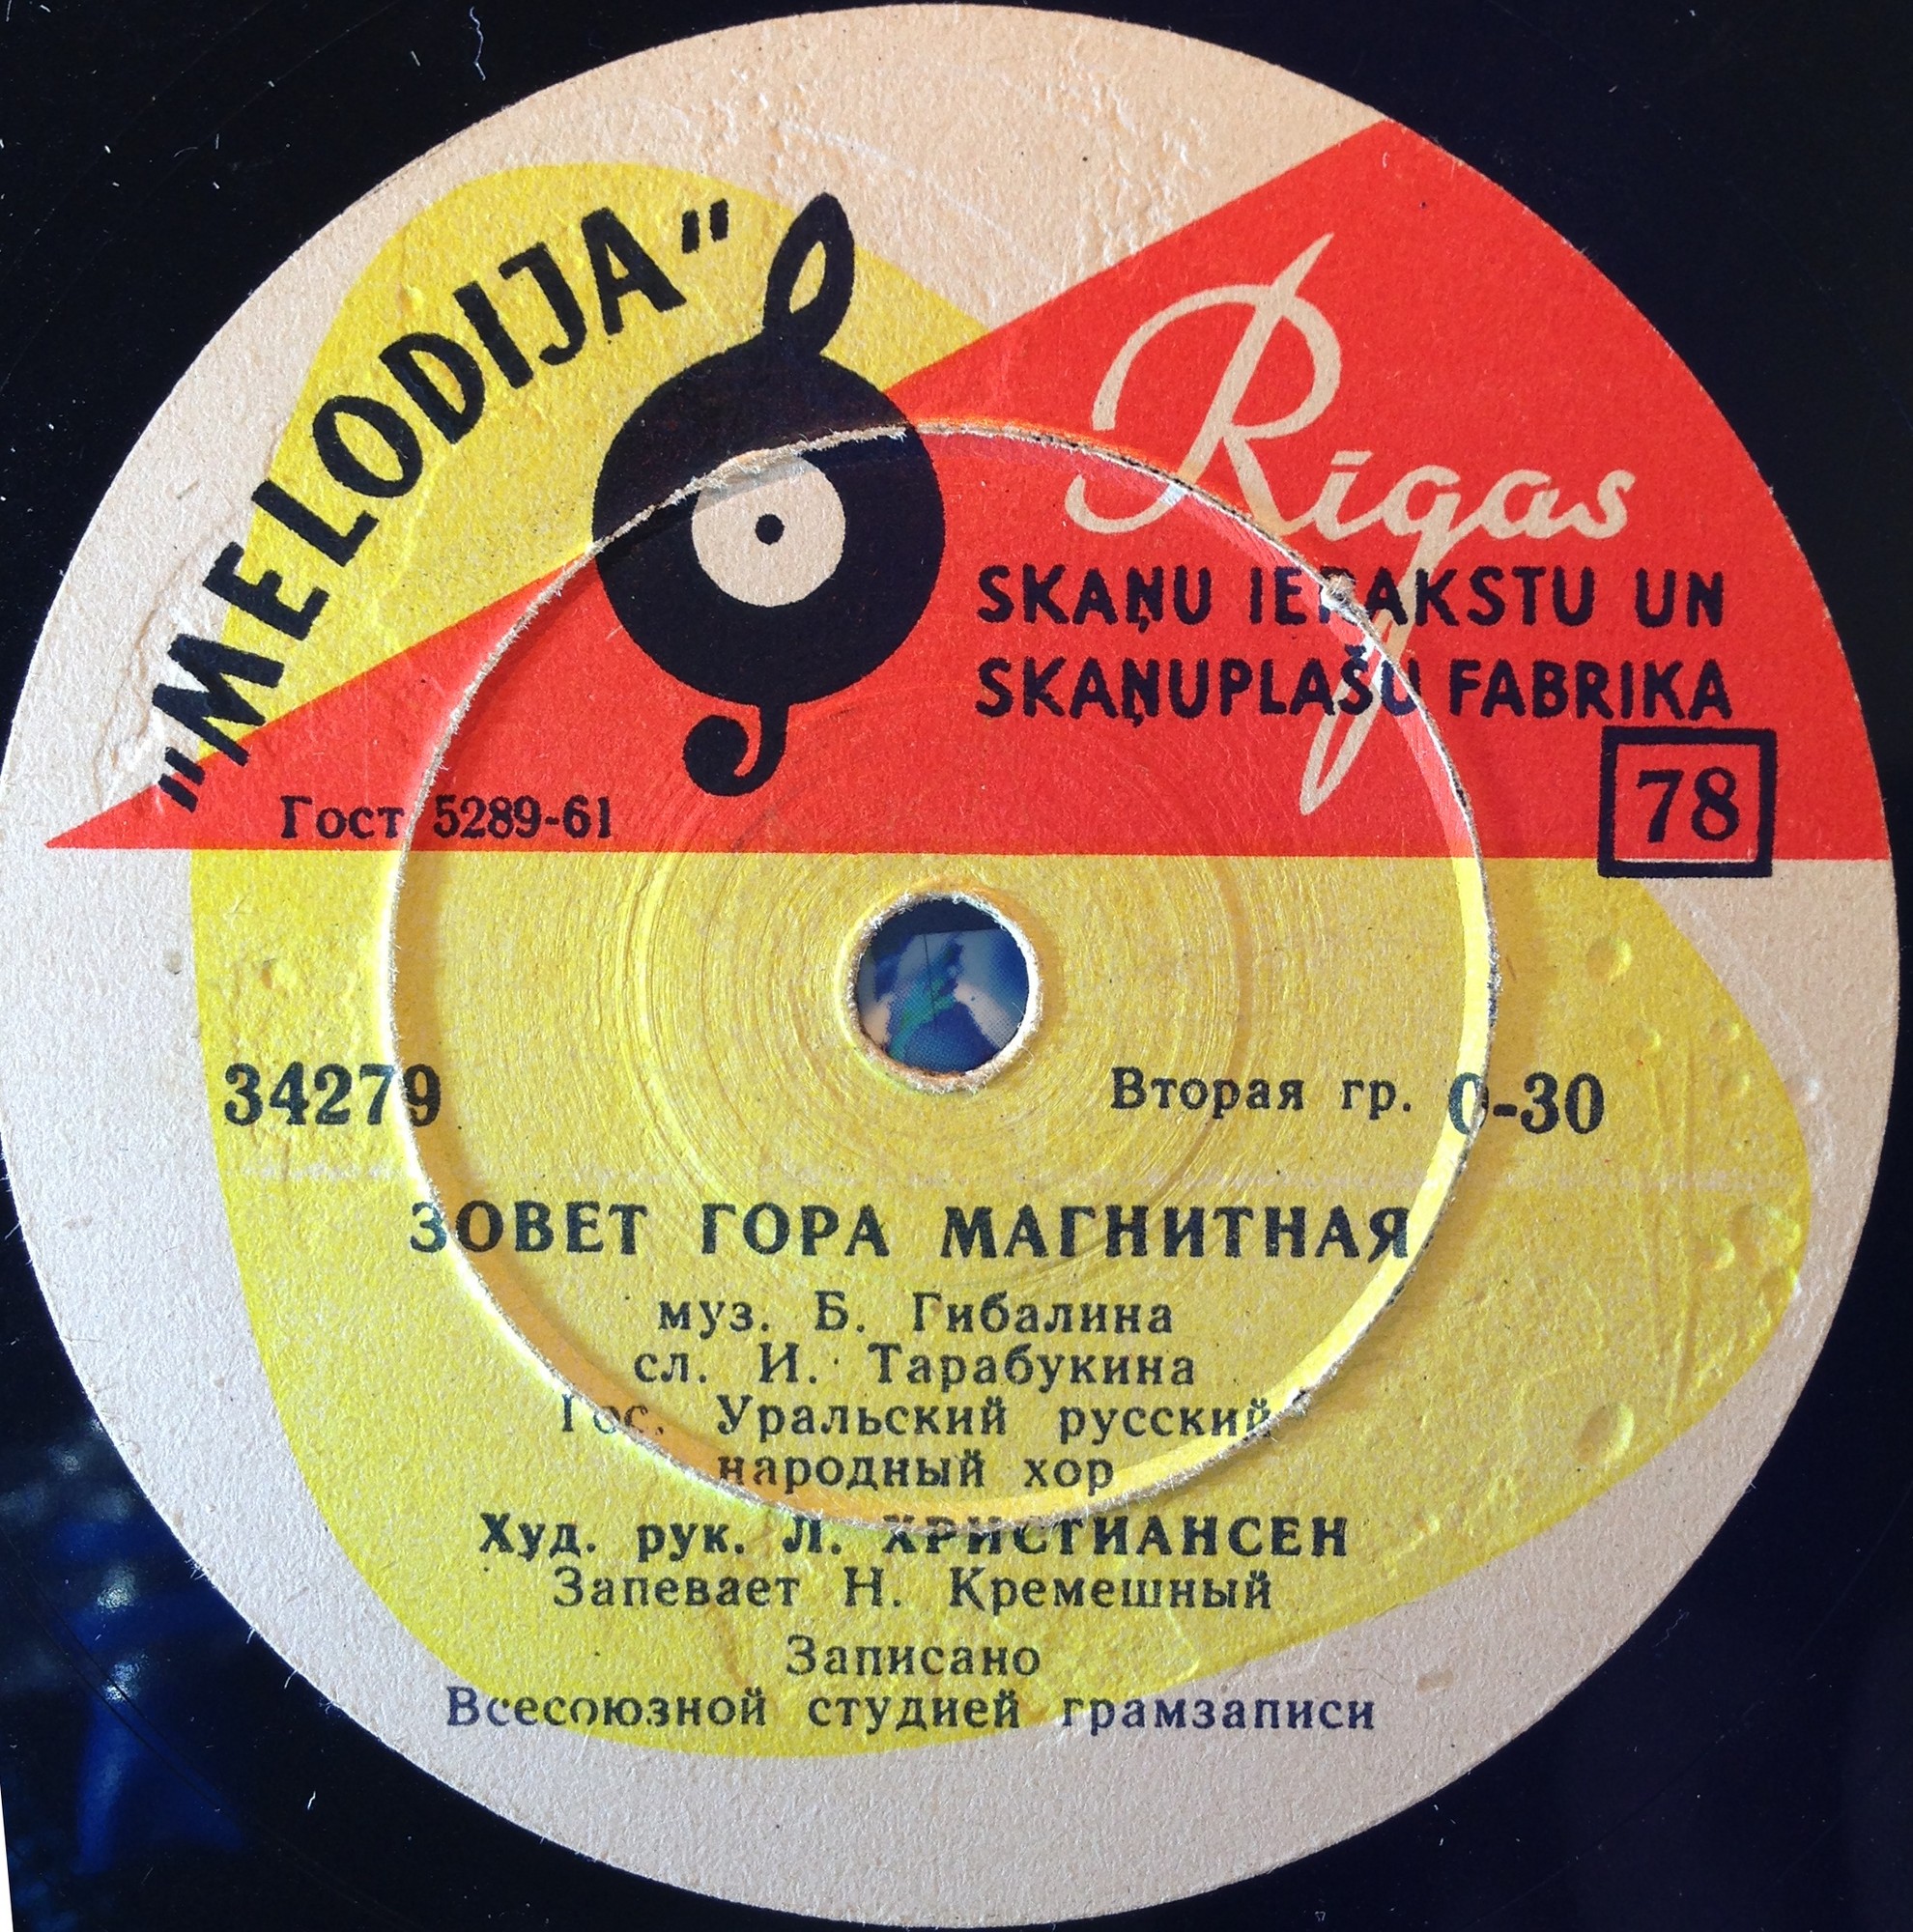 "MELODIJA"
Rīgas
SKAŅU IERAKSTU UN
SKAŅUPLAŠU FABRIKA
78
Гост 5289-61
34279
Вторая гр. 0-30
ЗОВЕТ ГОРА МАГНИТНАЯ
муз. Б. Гибалина
сл. И. Тарабукина
Гос. Уральский русский
народный хор
Худ. рук. Л. ХРИСТИАНСЕН
Запевает Н. Кремешный
Записано
Всесоюзной студией грамзаписи